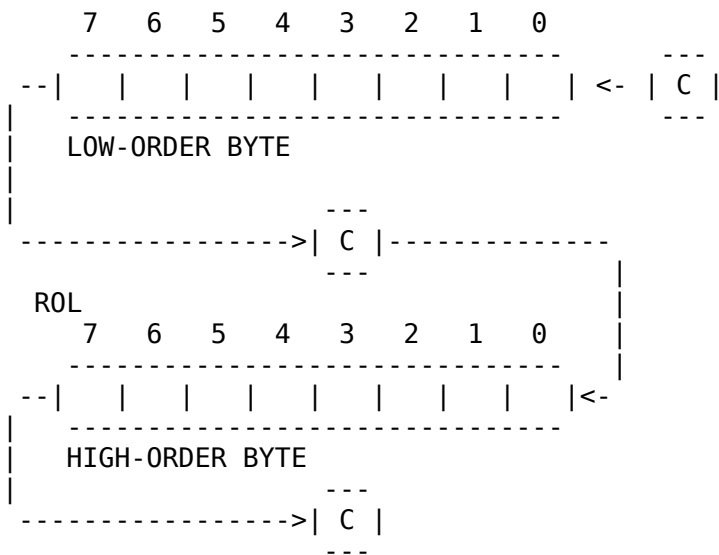 7 6 5 4 3 2 1 0
<- C
LOW-ORDER BYTE
C
ROL
7 6 5 4 3 2 1 0
<-
HIGH-ORDER BYTE
C